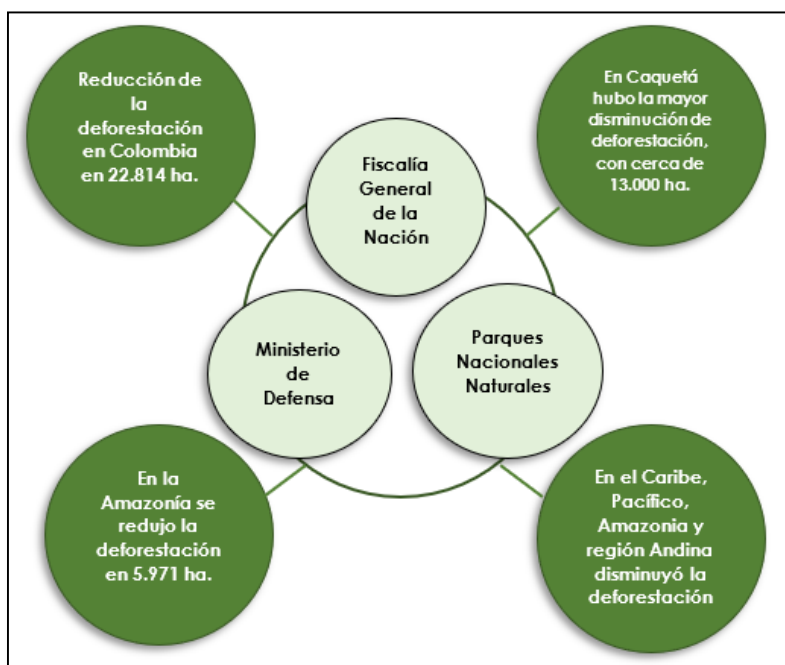 Reducción de
la
deforestación
en Colombia
en 22.814 ha.
En Caquetá
hubo la mayor
disminución de
deforestación,
con cerca de
13.000 ha.
Fiscalía
General
de la
Nación
Ministerio
de
Defensa
Parques
Nacionales
Naturales
En la
Amazonía se
redujo la
deforestación
en 5.971 ha.
En el Caribe,
Pacífico,
Amazonia y
región Andina
disminuyó la
deforestación